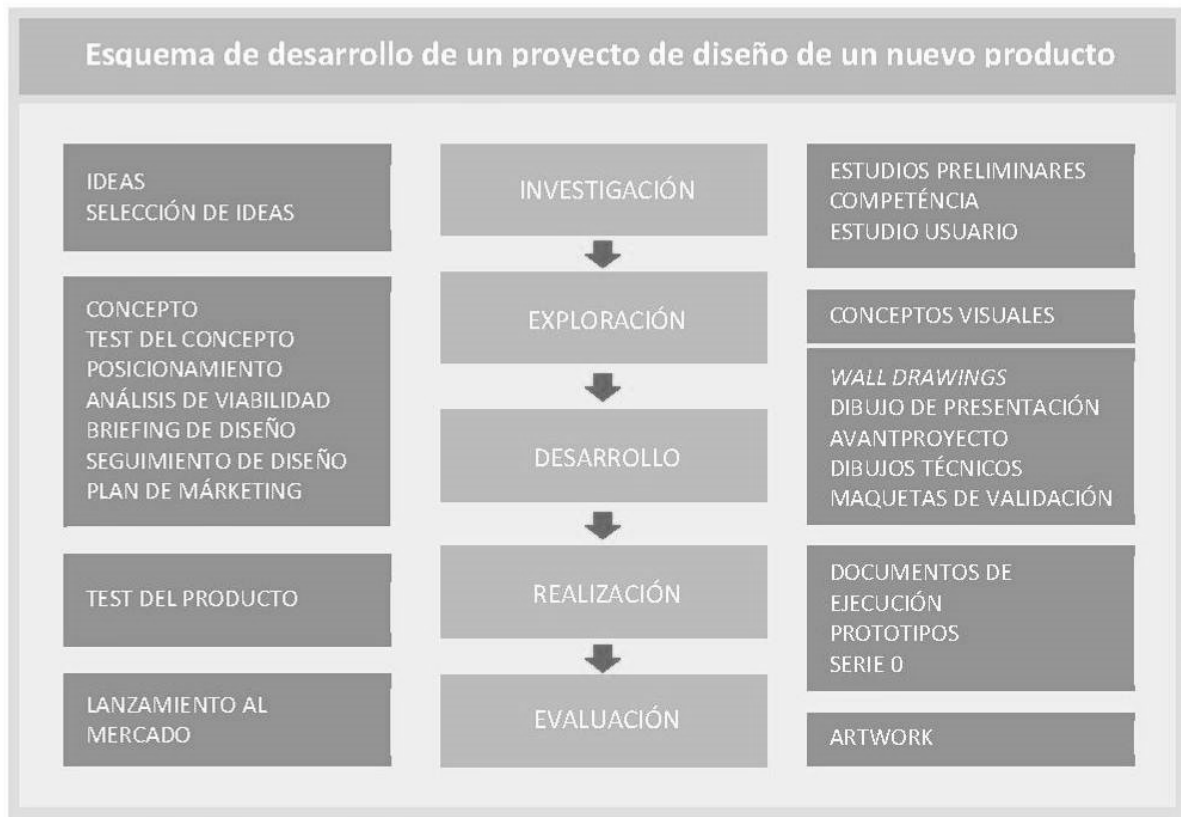 Esquema de desarrollo de un proyecto de diseño de un nuevo producto
IDEAS
SELECCIÓN DE IDEAS
CONCEPTO
TEST DEL CONCEPTO
POSICIONAMIENTO
ANÁLISIS DE VIABILIDAD
BRIEFING DE DISEÑO
SEGUIMIENTO DE DISEÑO
PLAN DE MÁRKETING
TEST DEL PRODUCTO
LANZAMIENTO AL
MERCADO
INVESTIGACIÓN
EXPLORACIÓN
DESARROLLO
REALIZACIÓN
EVALUACIÓN
ESTUDIOS PRELIMINARES
COMPETÉNCIA
ESTUDIO USUARIO
CONCEPTOS VISUALES
WALL DRAWINGS
DIBUJO DE PRESENTACIÓN
AVANTPROYECTO
DIBUJOS TÉCNICOS
MAQUETAS DE VALIDACIÓN
DOCUMENTOS DE
EJECUCIÓN
PROTOTIPOS
SERIE 0
ARTWORK